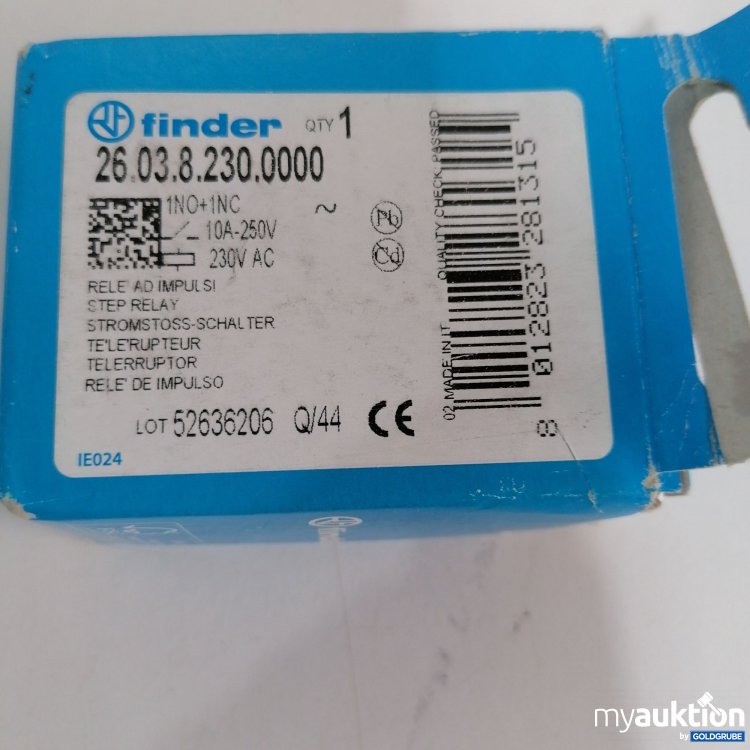 finder QTY 1
26.03.8.230.0000
1NO+1NC ~
10A-250V
230V AC
RELE' AD IMPULSI
STEP RELAY
STROMSTOSS-SCHALTER
TE'LE'RUPTEUR
TELERRUPTOR
RELE' DE IMPULSO
LOT 52636206 Q/44 CE
IE024
02 MADE IN IT QUALITY CHECK PASSED
8 012823 281315
myauktion
by GOLDGRUBE